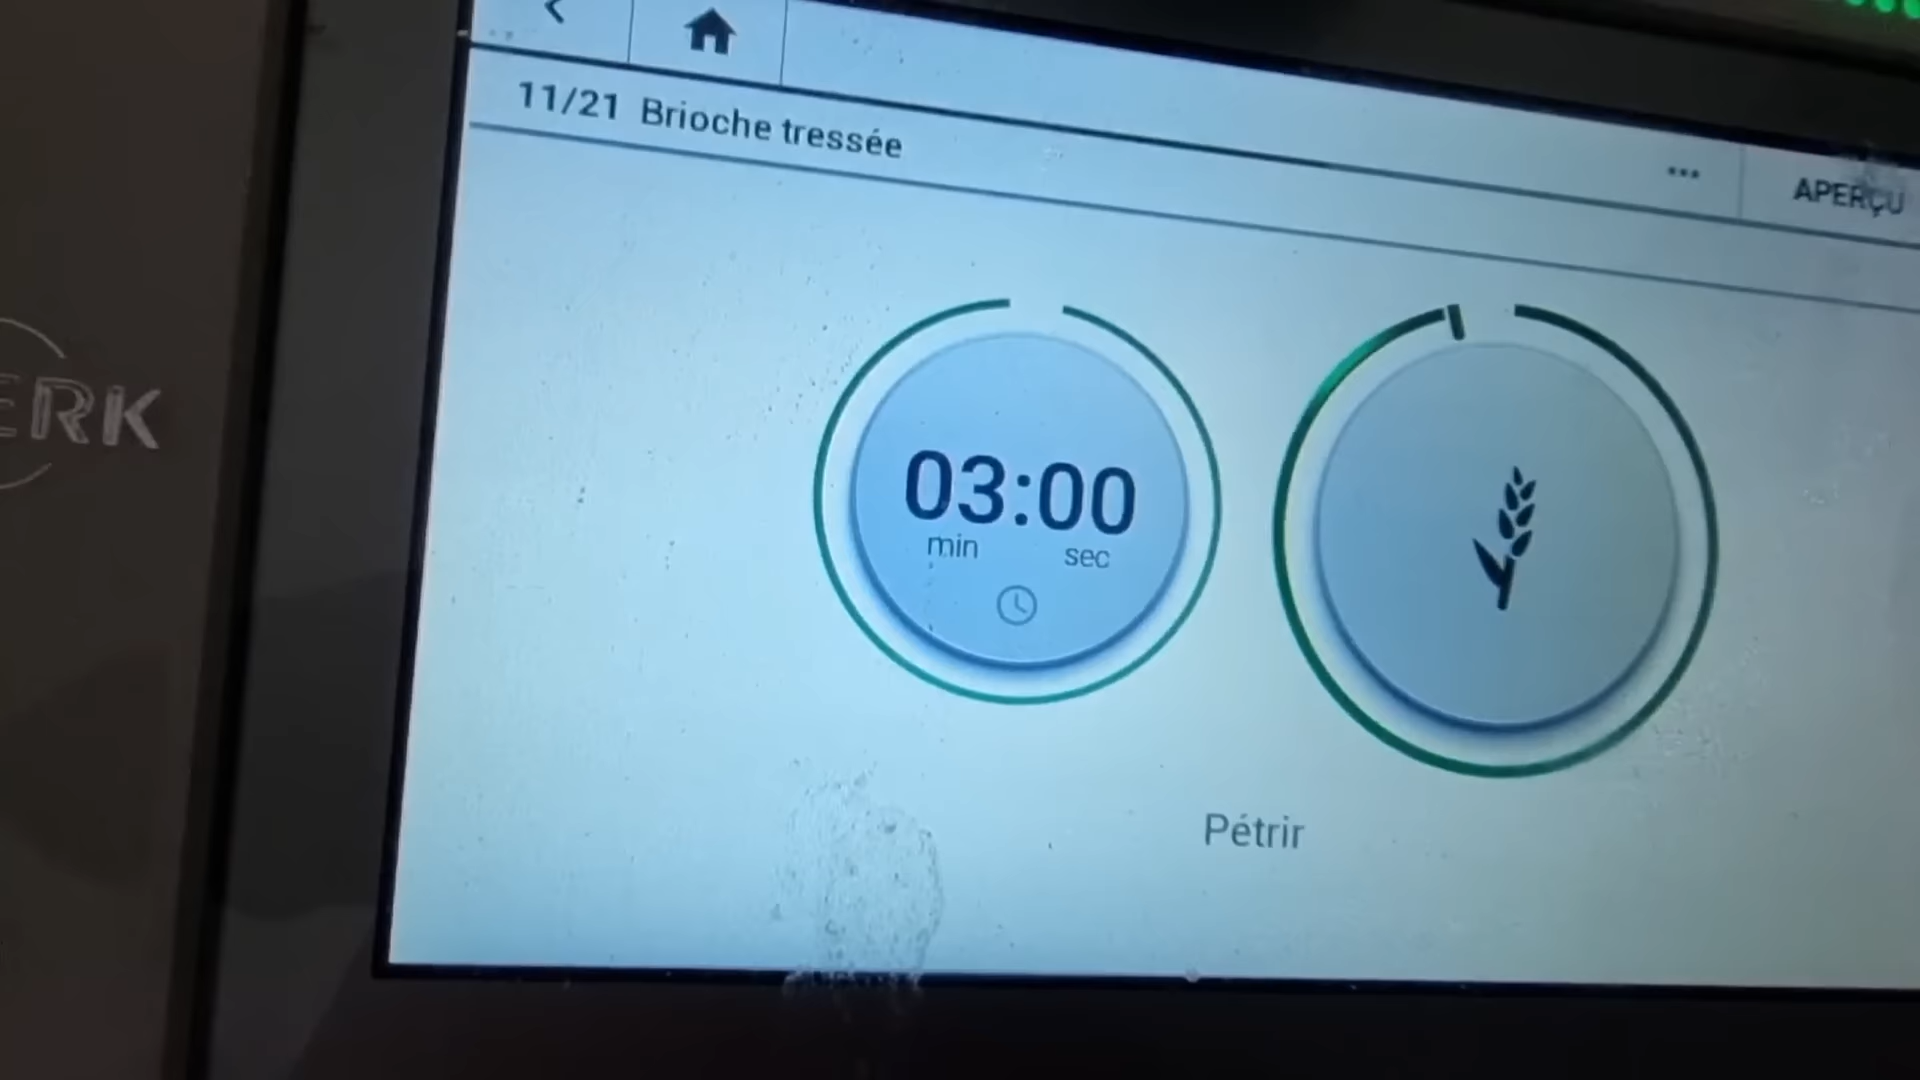 11/21 Brioche tressée
...
APERÇU
ERK
03:00
min sec
Pétrir